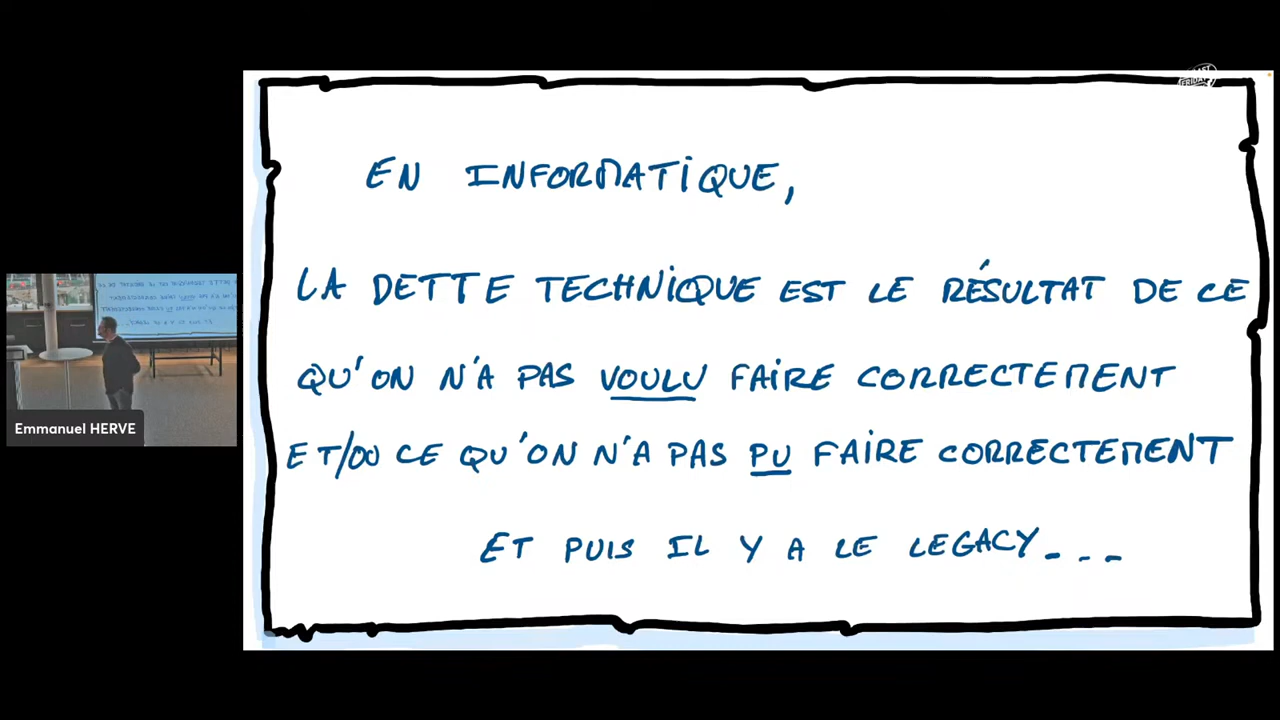 EN INFORMATIQUE,
LA DETTE TECHNIQUE EST LE RÉSULTAT DE CE
QU'ON N'A PAS VOULU FAIRE CORRECTEMENT
ET/OU CE QU'ON N'A PAS PU FAIRE CORRECTEMENT
ET PUIS IL Y A LE LEGACY...
Emmanuel HERVE